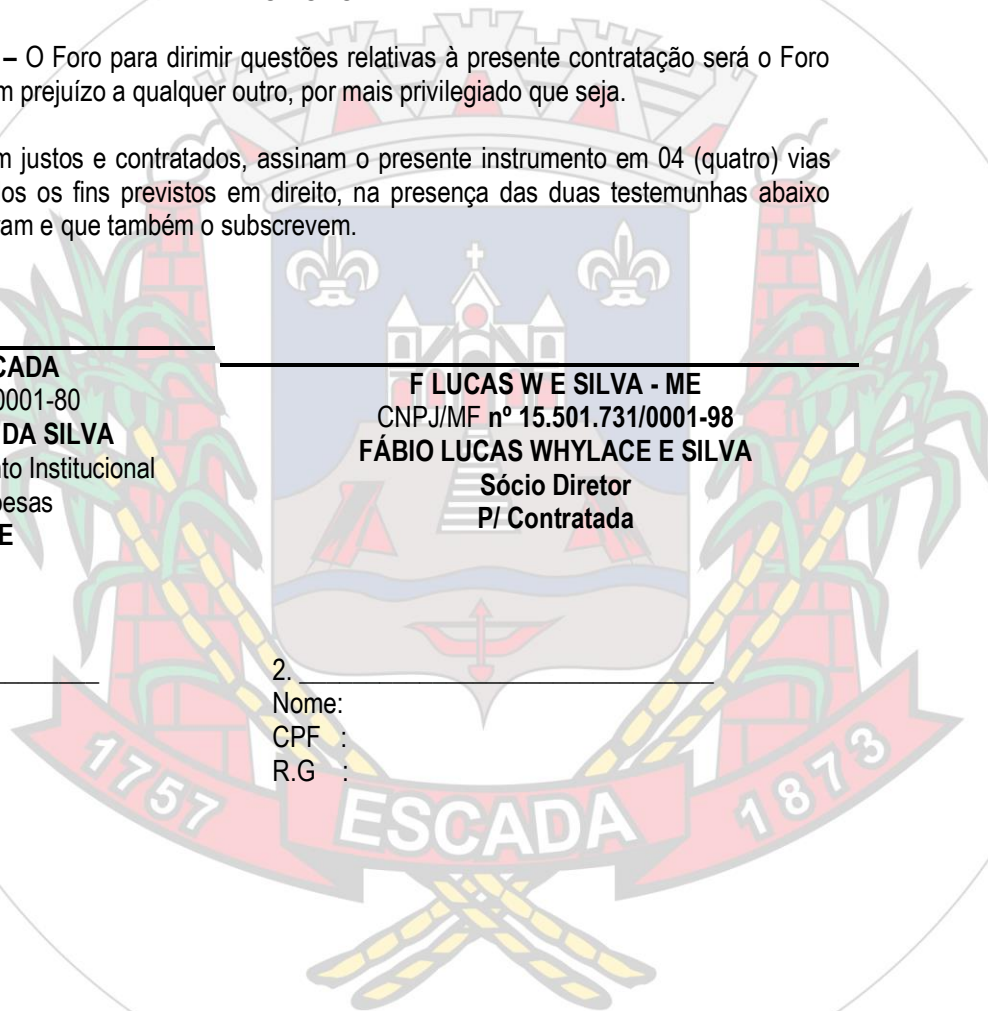 – O Foro para dirimir questões relativas à presente contratação será o Foro
m prejuízo a qualquer outro, por mais privilegiado que seja.
m justos e contratados, assinam o presente instrumento em 04 (quatro) vias
os os fins previstos em direito, na presença das duas testemunhas abaixo
ram e que também o subscrevem.
CADA
0001-80
DA SILVA
nto Institucional
pesas
E
F LUCAS W E SILVA - ME
CNPJ/MF nº 15.501.731/0001-98
FÁBIO LUCAS WHYLACE E SILVA
Sócio Diretor
P/ Contratada
2. ____________________________
Nome:
CPF :
R.G :
1757
ESCADA
1873